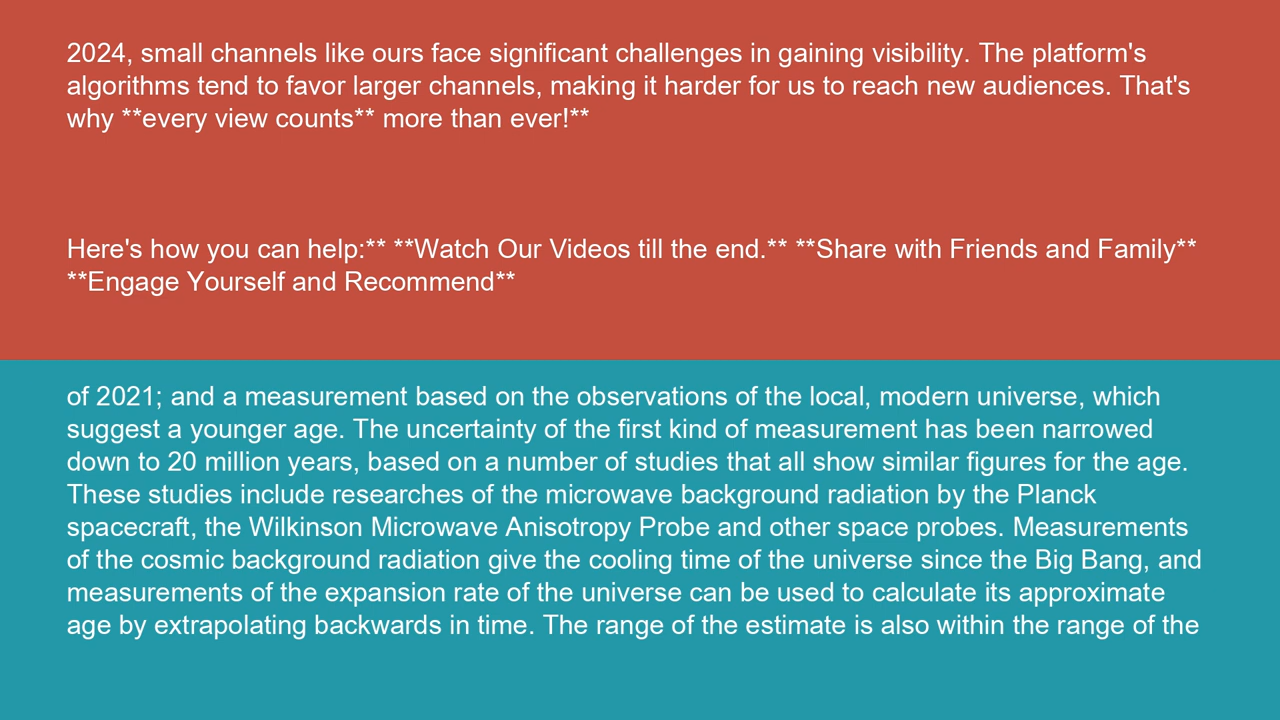 2024, small channels like ours face significant challenges in gaining visibility. The platform's
algorithms tend to favor larger channels, making it harder for us to reach new audiences. That's
why **every view counts** more than ever!**
Here's how you can help:** **Watch Our Videos till the end.** **Share with Friends and Family**
**Engage Yourself and Recommend**
of 2021; and a measurement based on the observations of the local, modern universe, which
suggest a younger age. The uncertainty of the first kind of measurement has been narrowed
down to 20 million years, based on a number of studies that all show similar figures for the age.
These studies include researches of the microwave background radiation by the Planck
spacecraft, the Wilkinson Microwave Anisotropy Probe and other space probes. Measurements
of the cosmic background radiation give the cooling time of the universe since the Big Bang, and
measurements of the expansion rate of the universe can be used to calculate its approximate
age by extrapolating backwards in time. The range of the estimate is also within the range of the